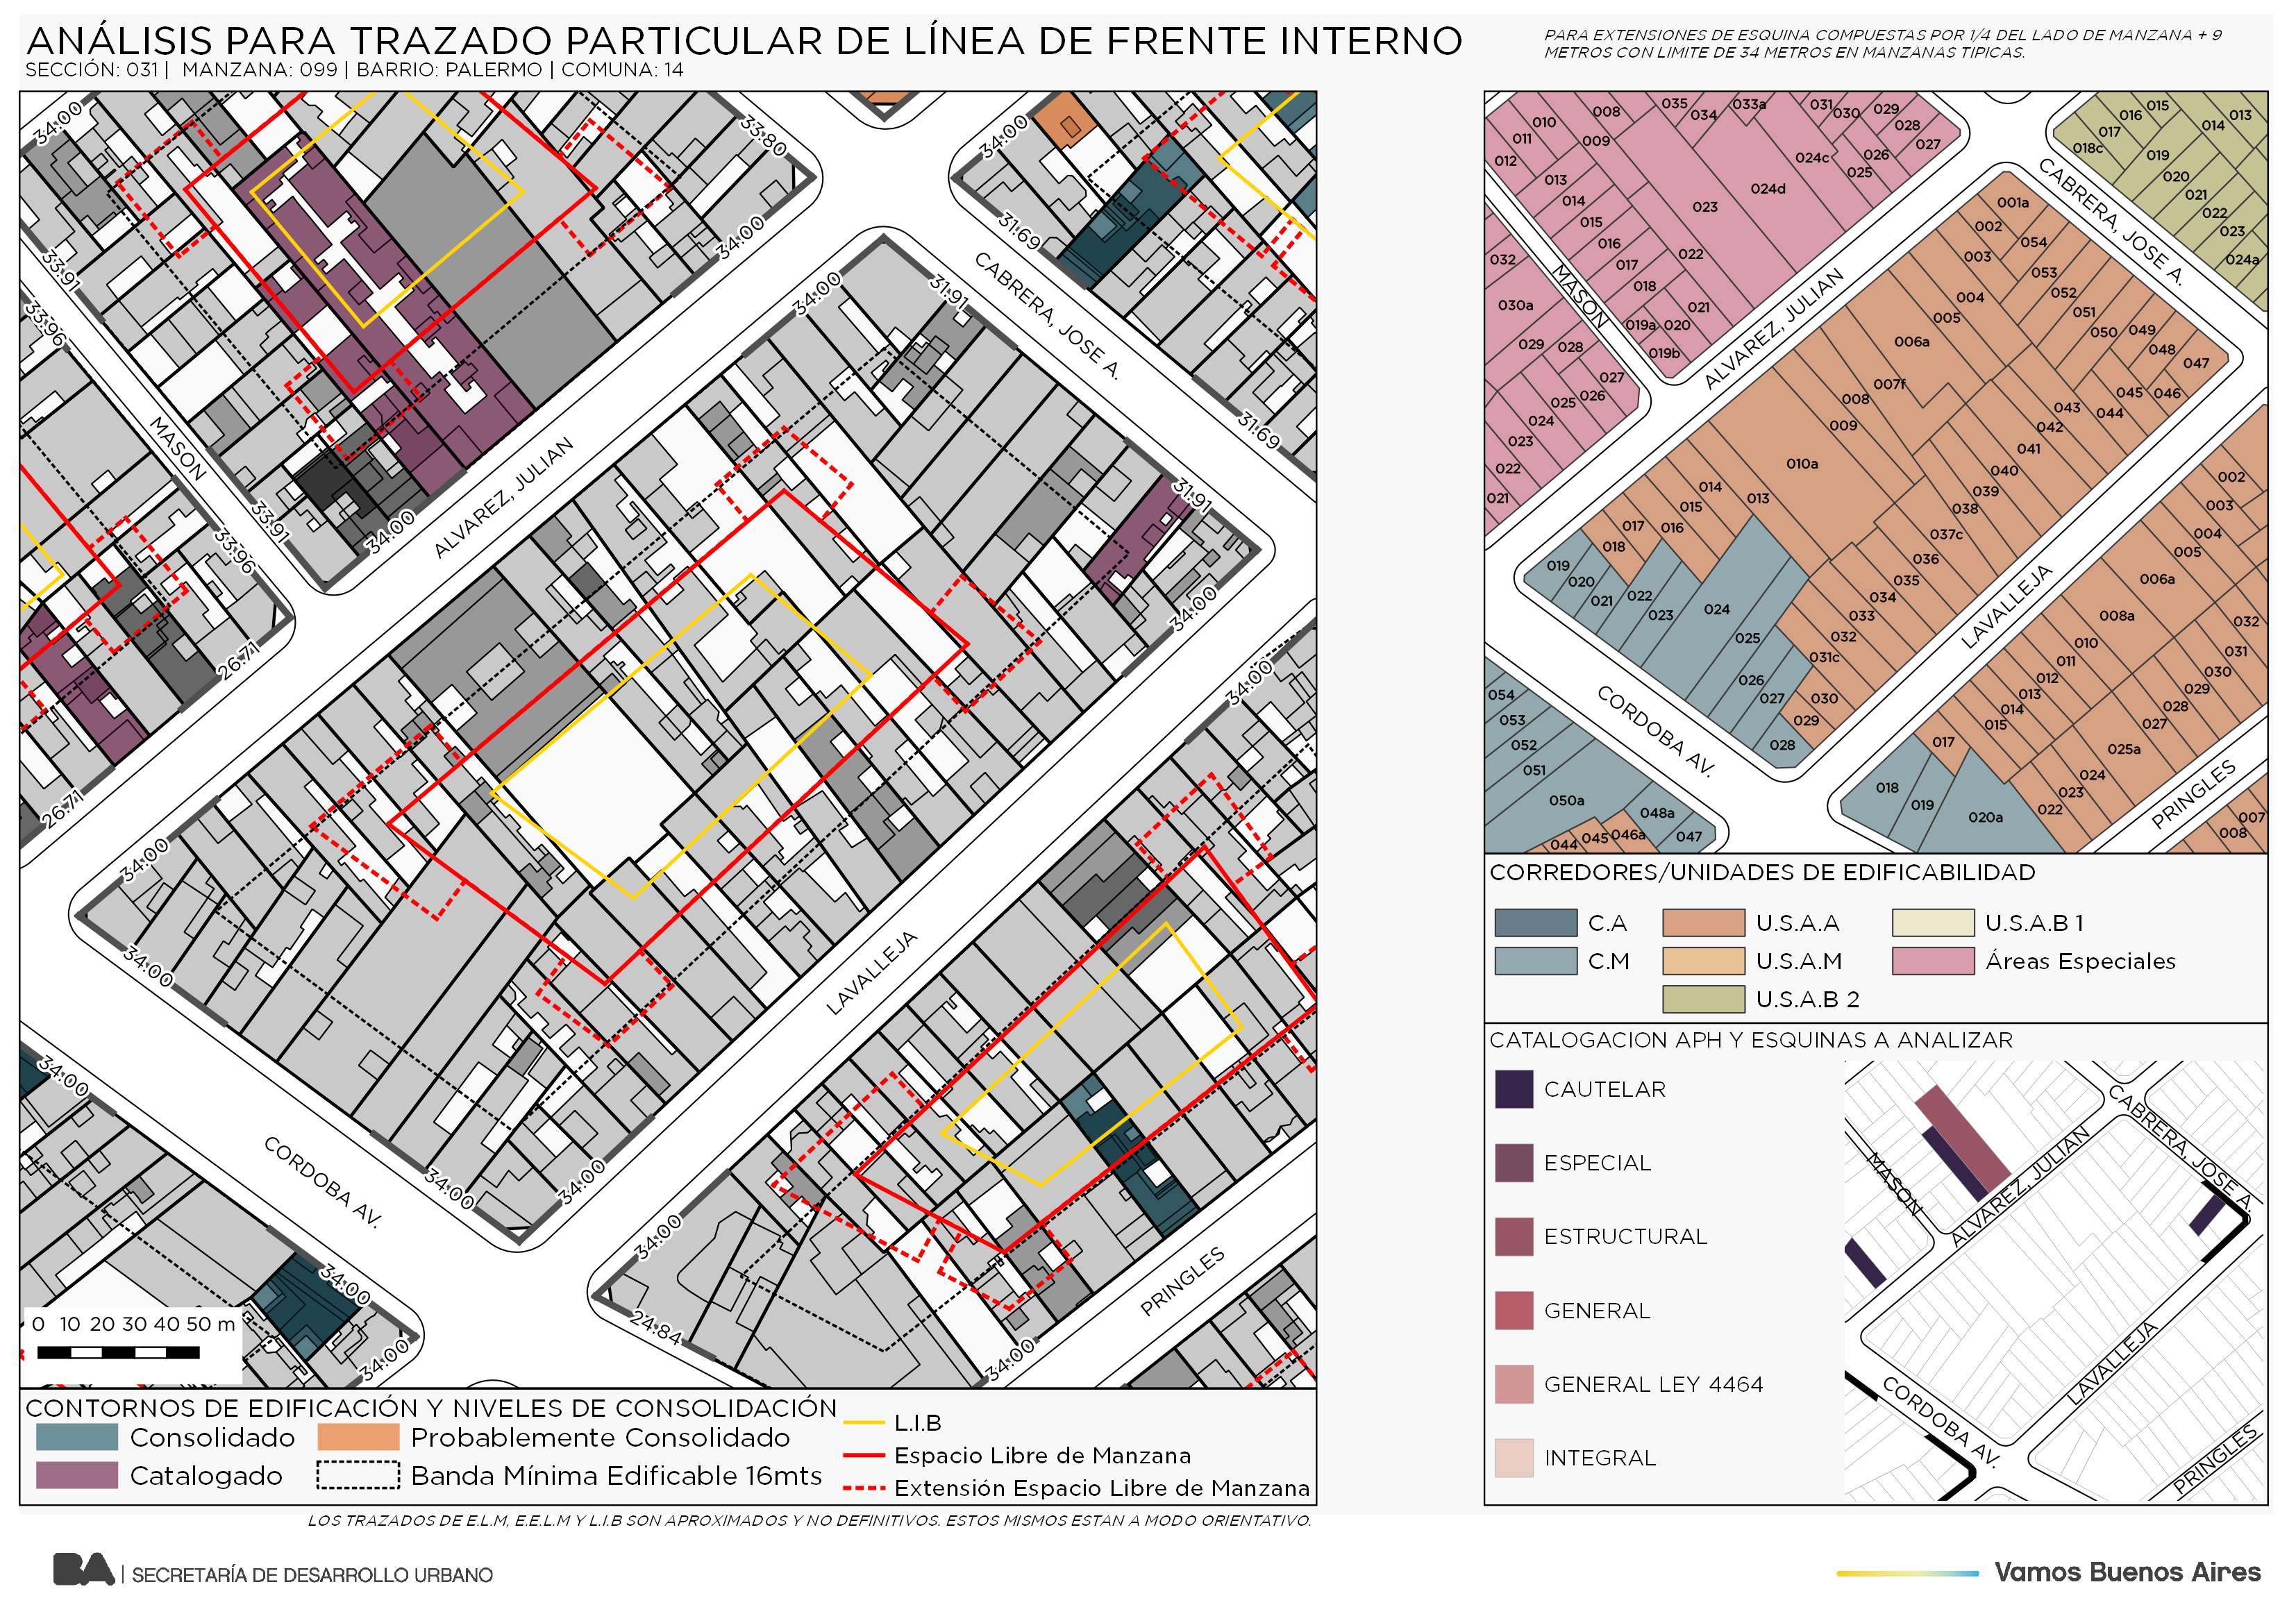 ANÁLISIS PARA TRAZADO PARTICULAR DE LÍNEA DE FRENTE INTERNO
SECCIÓN: 031 | MANZANA: 099 | BARRIO: PALERMO | COMUNA: 14
PARA EXTENSIONES DE ESQUINA COMPUESTAS POR 1/4 DEL LADO DE MANZANA + 9
METROS CON LIMITE DE 34 METROS EN MANZANAS TIPICAS.
34.00
33.80
34.00
34.00
31.69
CABRERA, JOSE A.
33.91
33.96
34.00
31.91
31.69
MASON
ALVAREZ, JULIAN
33.91
34.00
33.96
31.91
34.00
26.71
26.71
34.00
34.00
34.00
LAVALLEJA
34.00
CORDOBA AV.
34.00
34.00
34.00
34.00
34.00
24.84
34.00
PRINGLES
0 10 20 30 40 50 m
CONTORNOS DE EDIFICACIÓN Y NIVELES DE CONSOLIDACIÓN
Consolidado
Probablemente Consolidado
Catalogado
Banda Mínima Edificable 16mts
L.I.B
Espacio Libre de Manzana
Extensión Espacio Libre de Manzana
LOS TRAZADOS DE E.L.M, E.E.L.M Y L.I.B SON APROXIMADOS Y NO DEFINITIVOS. ESTOS MISMOS ESTAN A MODO ORIENTATIVO.
010
011
012
008
009
035
034
033a
031
030
029
028
027
026
025
024c
024d
023
013
014
015
016
017
018
022
021
019a
020
019b
032
030a
029
028
027
026
025
024
023
022
021
MASON
ALVAREZ, JULIAN
CABRERA, JOSE A.
015
016
017
018c
013
014
019
020
021
022
023
024a
001a
002
003
054
053
052
051
050
049
048
047
046
045
044
043
042
041
040
039
038
037c
036
035
034
033
032
031c
030
029
004
005
006a
007f
008
009
010a
013
014
015
016
017
018
019
020
021
022
023
024
025
026
027
028
LAVALLEJA
CORDOBA AV.
002
003
004
005
006a
008a
010
011
012
013
014
015
017
018
019
020a
032
031
030
029
028
027
025a
024
023
022
PRINGLES
007
008
054
053
052
051
050a
048a
047
046a
045
044
CORREDORES/UNIDADES DE EDIFICABILIDAD
C.A
U.S.A.A
U.S.A.B 1
C.M
U.S.A.M
Áreas Especiales
U.S.A.B 2
CATALOGACION APH Y ESQUINAS A ANALIZAR
CAUTELAR
ESPECIAL
ESTRUCTURAL
GENERAL
GENERAL LEY 4464
INTEGRAL
MASON
ALVAREZ, JULIAN
CABRERA, JOSE A.
LAVALLEJA
CORDOBA AV.
PRINGLES
BA | SECRETARÍA DE DESARROLLO URBANO
Vamos Buenos Aires